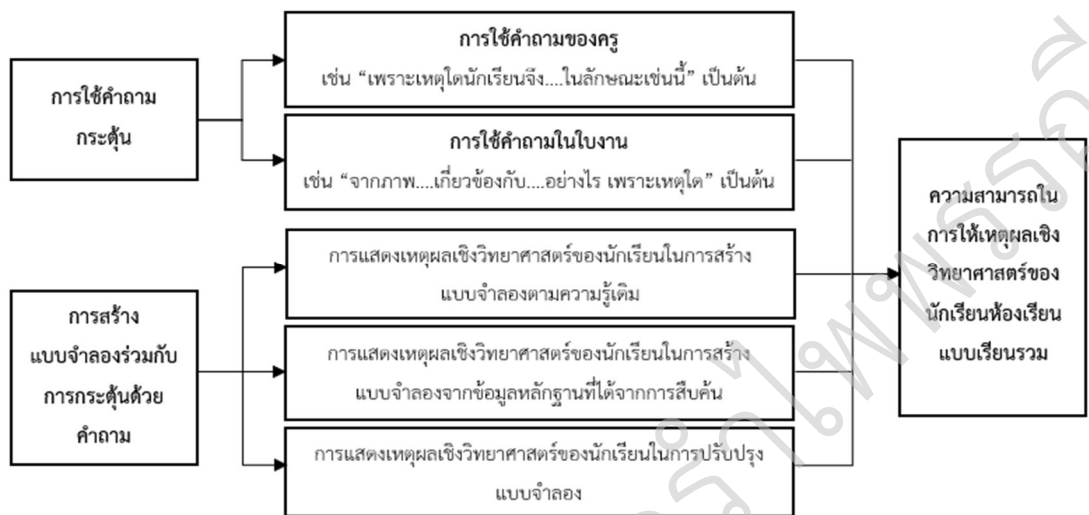 การใช้คำถาม
กระตุ้น
การใช้คำถามของครู
เช่น “เพราะเหตุใดนักเรียนจึง....ในลักษณะเช่นนี้” เป็นต้น
การใช้คำถามในใบงาน
เช่น “จากภาพ....เกี่ยวข้องกับ....อย่างไร เพราะเหตุใด” เป็นต้น
การสร้าง
แบบจำลองร่วมกับ
การกระตุ้นด้วย
คำถาม
การแสดงเหตุผลเชิงวิทยาศาสตร์ของนักเรียนในการสร้าง
แบบจำลองตามความรู้เดิม
การแสดงเหตุผลเชิงวิทยาศาสตร์ของนักเรียนในการสร้าง
แบบจำลองจากข้อมูลหลักฐานที่ได้จากการสืบค้น
การแสดงเหตุผลเชิงวิทยาศาสตร์ของนักเรียนในการปรับปรุง
แบบจำลอง
ความสามารถใน
การให้เหตุผลเชิง
วิทยาศาสตร์ของ
นักเรียนห้องเรียน
แบบเรียนรวม